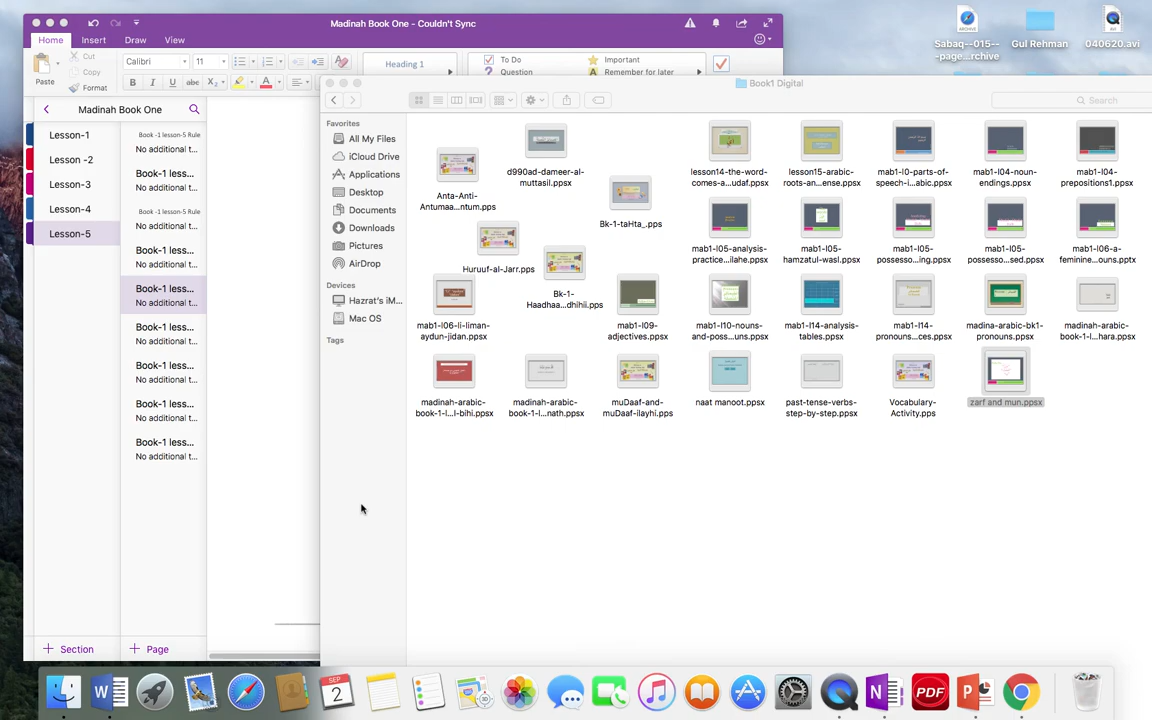 Madinah Book One - Couldn't Sync
Home Insert Draw View
Paste
Cut
Copy
Format
Calibri 11
B I U abc X₂ A
Heading 1
To Do
Question
Important
Remember for later
Madinah Book One
Lesson-1
Lesson -2
Lesson-3
Lesson-4
Lesson-5
Book -1 lesson-5 Rule
No additional t...
Book-1 less...
No additional t...
Book -1 lesson-5 Rule
No additional t...
Book-1 less...
No additional t...
Book-1 less...
No additional t...
Book-1 less...
No additional t...
Book-1 less...
No additional t...
Book-1 less...
No additional t...
Book-1 less...
No additional t...
+ Section
+ Page
Book1 Digital
Search
Favorites
All My Files
iCloud Drive
Applications
Desktop
Documents
Downloads
Pictures
AirDrop
Devices
Hazrat's iM...
Mac OS
Tags
Anta-Anti-
Antumaa...ntum.pps
d990ad-dameer-al-
muttasil.ppsx
Bk-1-taHta_.pps
lesson14-the-word-
comes-a...udaf.ppsx
lesson15-arabic-
roots-an...ense.ppsx
mab1-l0-parts-of-
speech-i...abic.ppsx
mab1-l04-noun-
endings.ppsx
mab1-l04-
prepositions1.ppsx
Huruuf-al-Jarr.pps
Bk-1-
Haadhaa...dhihii.pps
mab1-l05-analysis-
practice...ilahe.ppsx
mab1-l05-
hamzatul-wasl.ppsx
mab1-l05-
possesso...ing.ppsx
mab1-l05-
possesso...sed.ppsx
mab1-l06-a-
feminine...ouns.pptx
mab1-l06-li-liman-
aydun-jidan.ppsx
mab1-l09-
adjectives.ppsx
mab1-l10-nouns-
and-poss...uns.ppsx
mab1-l14-analysis-
tables.ppsx
mab1-l14-
pronouns...ces.ppsx
madina-arabic-bk1-
pronouns.ppsx
madinah-arabic-
book-1-l...hara.ppsx
madinah-arabic-
book-1-l...l-bihi.ppsx
madinah-arabic-
book-1-l...nath.ppsx
muDaaf-and-
muDaaf-ilayhi.ppsx
naat manoot.ppsx
past-tense-verbs-
step-by-step.ppsx
Vocabulary-
Activity.pps
zarf and mun.ppsx
ARCHIVE
Sabaq--015--
-page...rchive
Gul Rehman
AVI
040620.avi
SEP
2
PDF